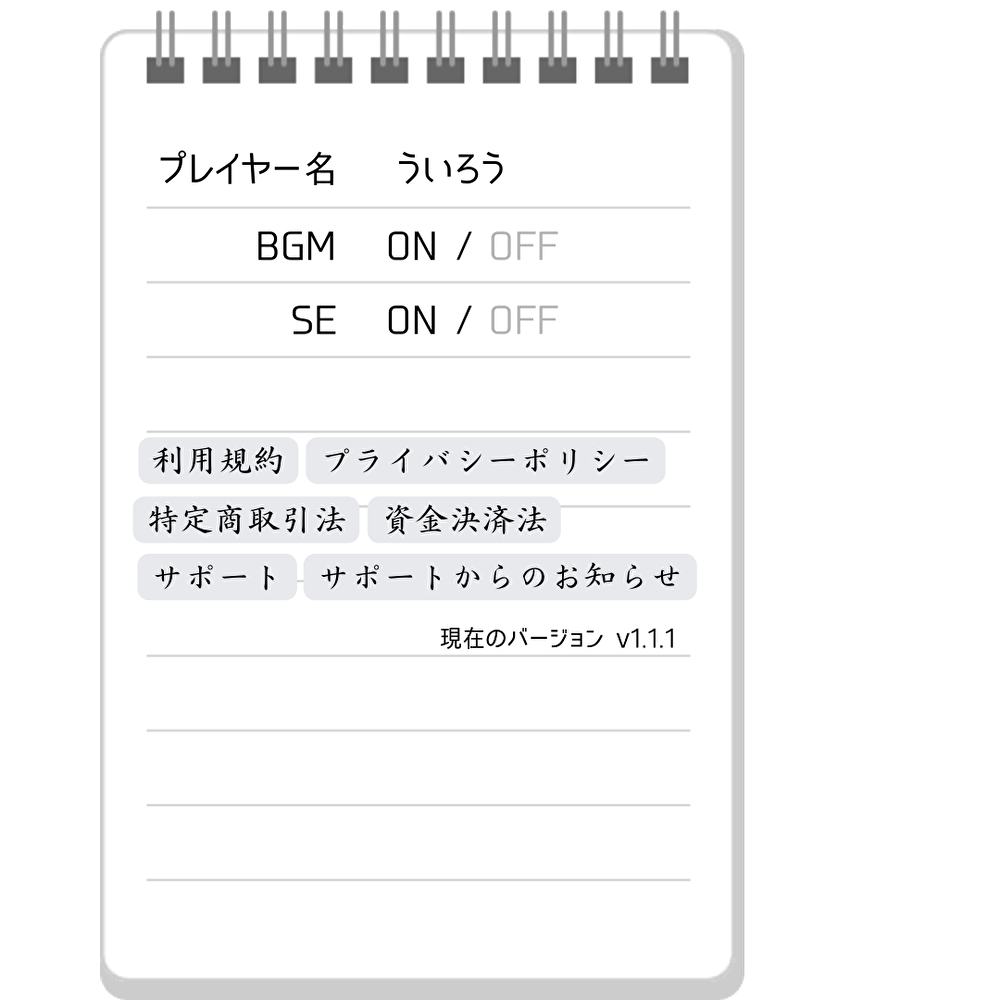 プレイヤー名 ういろう
BGM ON / OFF
SE ON / OFF
利用規約 プライバシーポリシー
特定商取引法 資金決済法
サポート サポートからのお知らせ
現在のバージョン v1.1.1